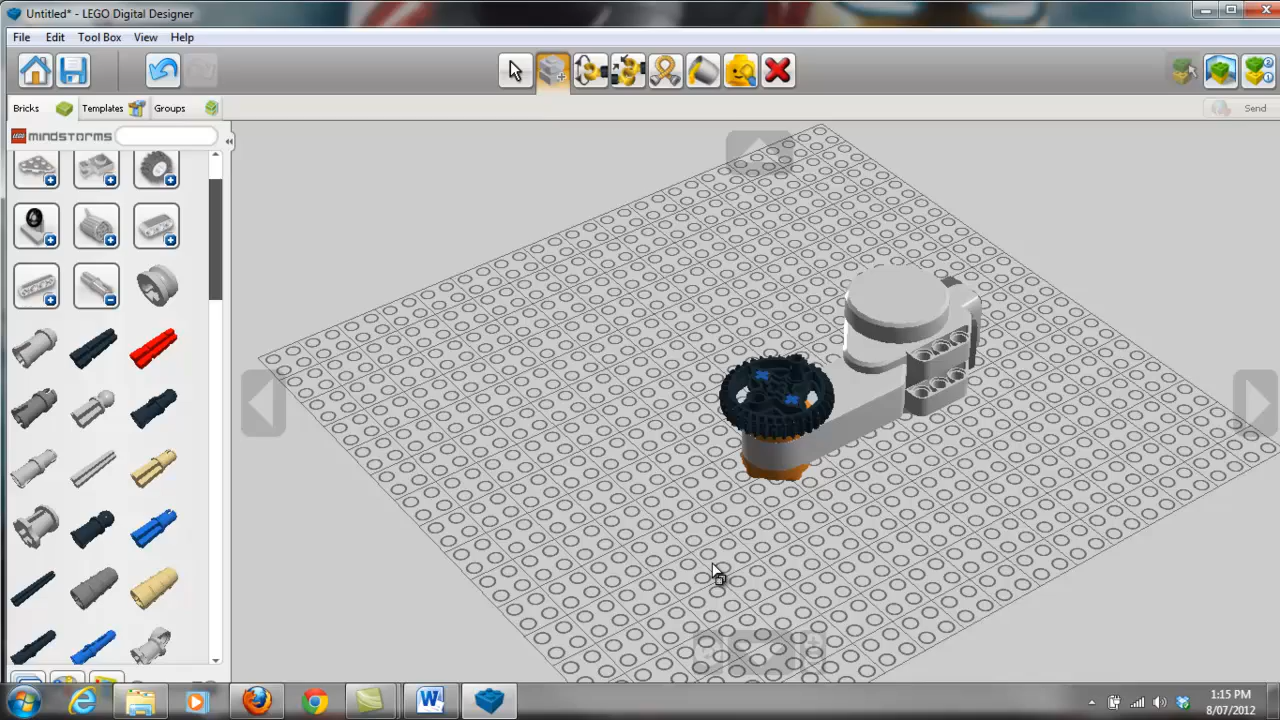 Untitled* - LEGO Digital Designer
File Edit Tool Box View Help
Bricks Templates Groups
Send
LEGO mindstorms
W
1:15 PM
8/07/2012